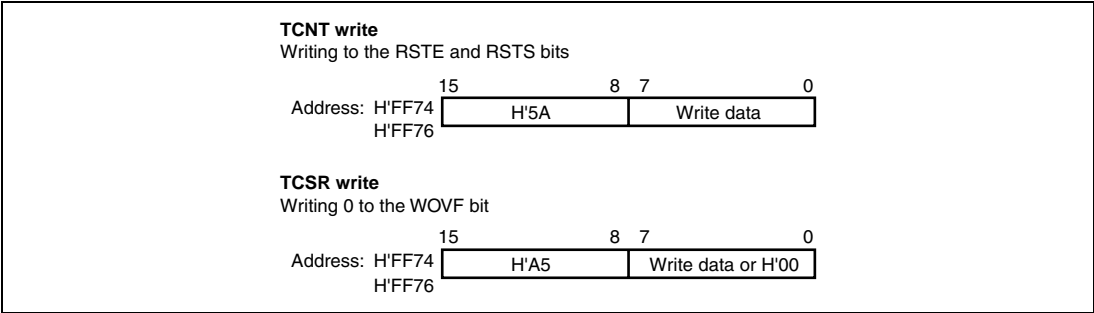 TCNT write
Writing to the RSTE and RSTS bits
15 8 7 0
Address: H'FF74 H'5A Write data
H'FF76
TCSR write
Writing 0 to the WOVF bit
15 8 7 0
Address: H'FF74 H'A5 Write data or H'00
H'FF76